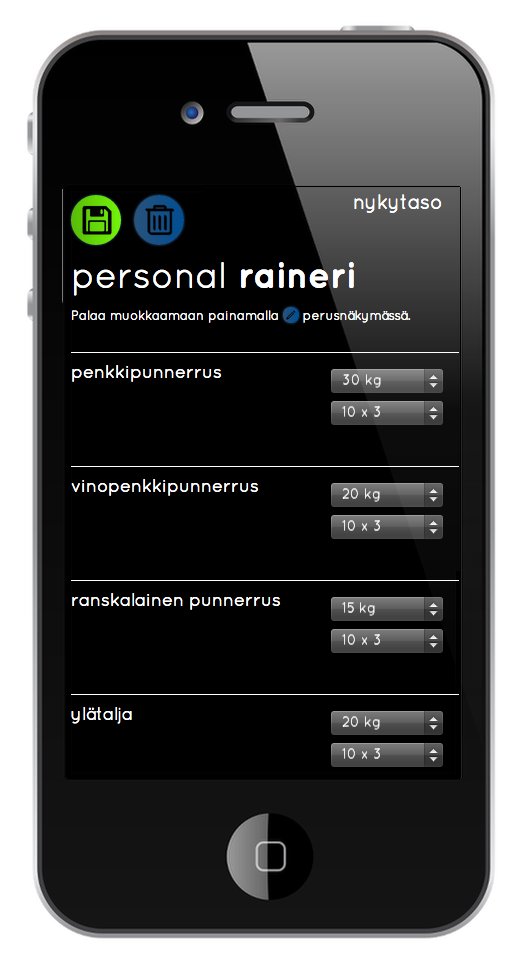 nykytaso
personal raineri
Palaa muokkaamaan painamalla perusnäkymässä.
penkkipunnerrus
30 kg
10 x 3
vinopenkkipunnerrus
20 kg
10 x 3
ranskalainen punnerrus
15 kg
10 x 3
ylätalja
20 kg
10 x 3